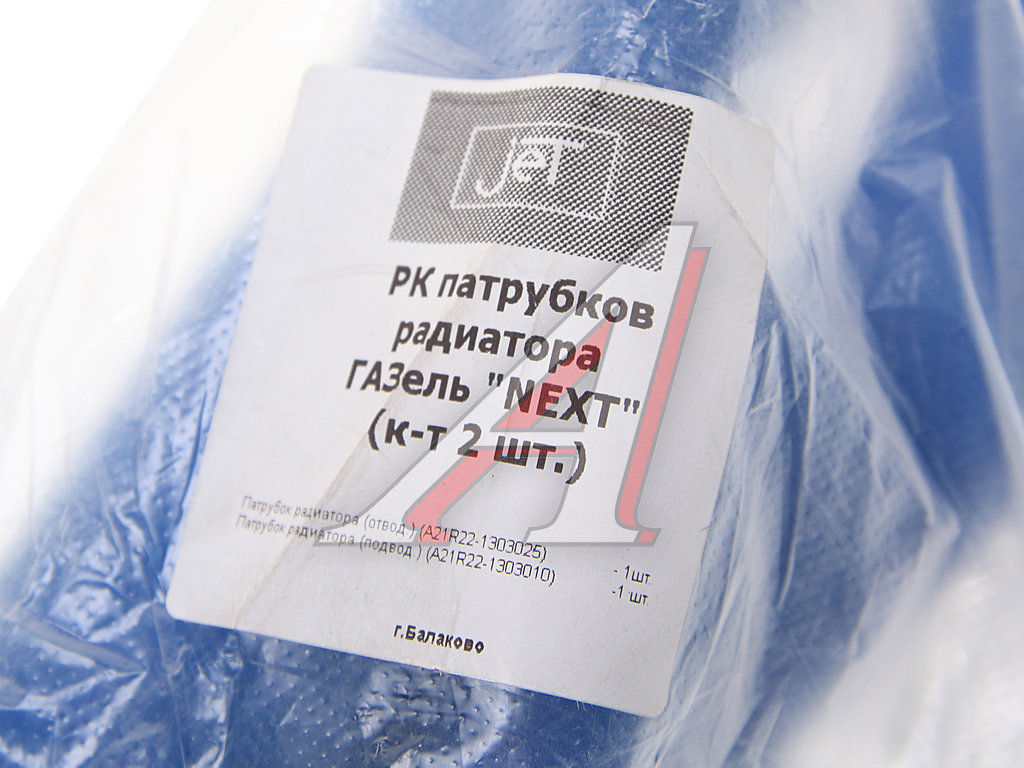 JeT
РК патрубков
радиатора
ГАЗель "NEXT"
(к-т 2 шт.)
Патрубок радиатора (отвод.) (A21R22-1303025) - 1шт.
Патрубок радиатора (подвод.) (A21R22-1303010) -1 шт.
г.Балаково